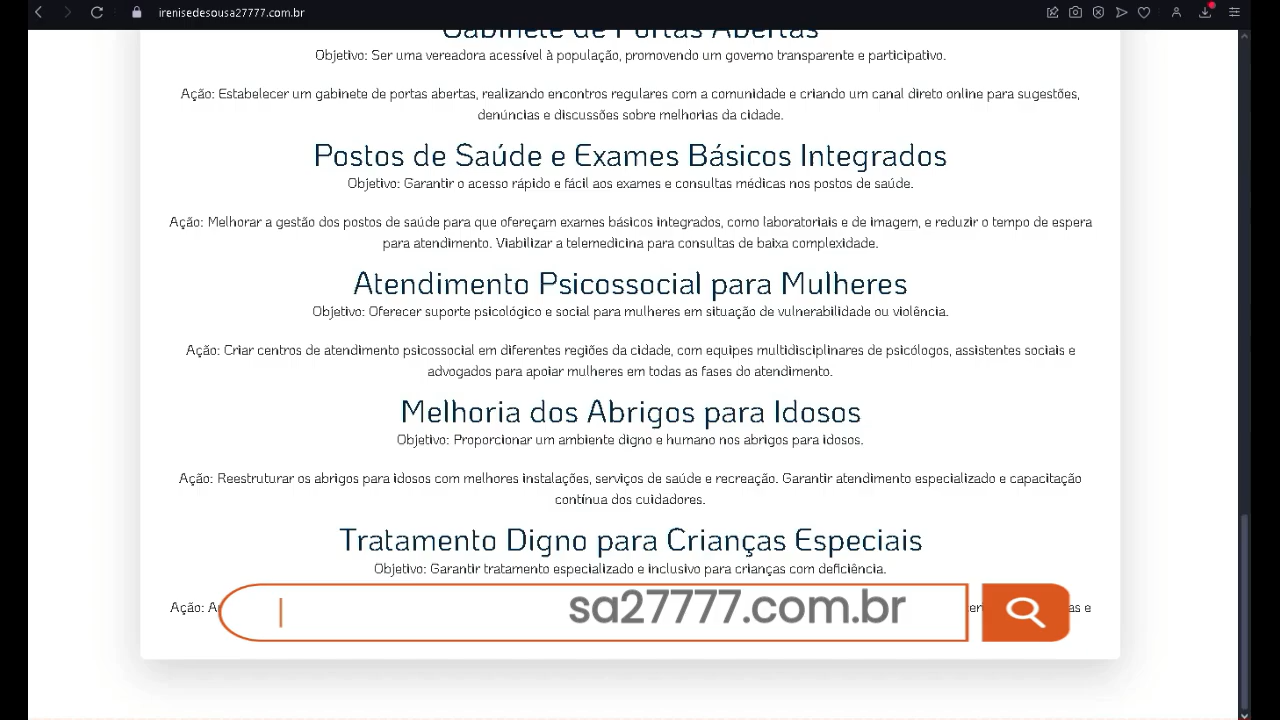 irenisedesousa27777.com.br
Gabinete de Portas Abertas
Objetivo: Ser uma vereadora acessível à população, promovendo um governo transparente e participativo.
Ação: Estabelecer um gabinete de portas abertas, realizando encontros regulares com a comunidade e criando um canal direto online para sugestões,
denúncias e discussões sobre melhorias da cidade.
Postos de Saúde e Exames Básicos Integrados
Objetivo: Garantir o acesso rápido e fácil aos exames e consultas médicas nos postos de saúde.
Ação: Melhorar a gestão dos postos de saúde para que ofereçam exames básicos integrados, como laboratoriais e de imagem, e reduzir o tempo de espera
para atendimento. Viabilizar a telemedicina para consultas de baixa complexidade.
Atendimento Psicossocial para Mulheres
Objetivo: Oferecer suporte psicológico e social para mulheres em situação de vulnerabilidade ou violência.
Ação: Criar centros de atendimento psicossocial em diferentes regiões da cidade, com equipes multidisciplinares de psicólogos, assistentes sociais e
advogados para apoiar mulheres em todas as fases do atendimento.
Melhoria dos Abrigos para Idosos
Objetivo: Proporcionar um ambiente digno e humano nos abrigos para idosos.
Ação: Reestruturar os abrigos para idosos com melhores instalações, serviços de saúde e recreação. Garantir atendimento especializado e capacitação
contínua dos cuidadores.
Tratamento Digno para Crianças Especiais
Objetivo: Garantir tratamento especializado e inclusivo para crianças com deficiência.
Ação:
sa27777.com.br